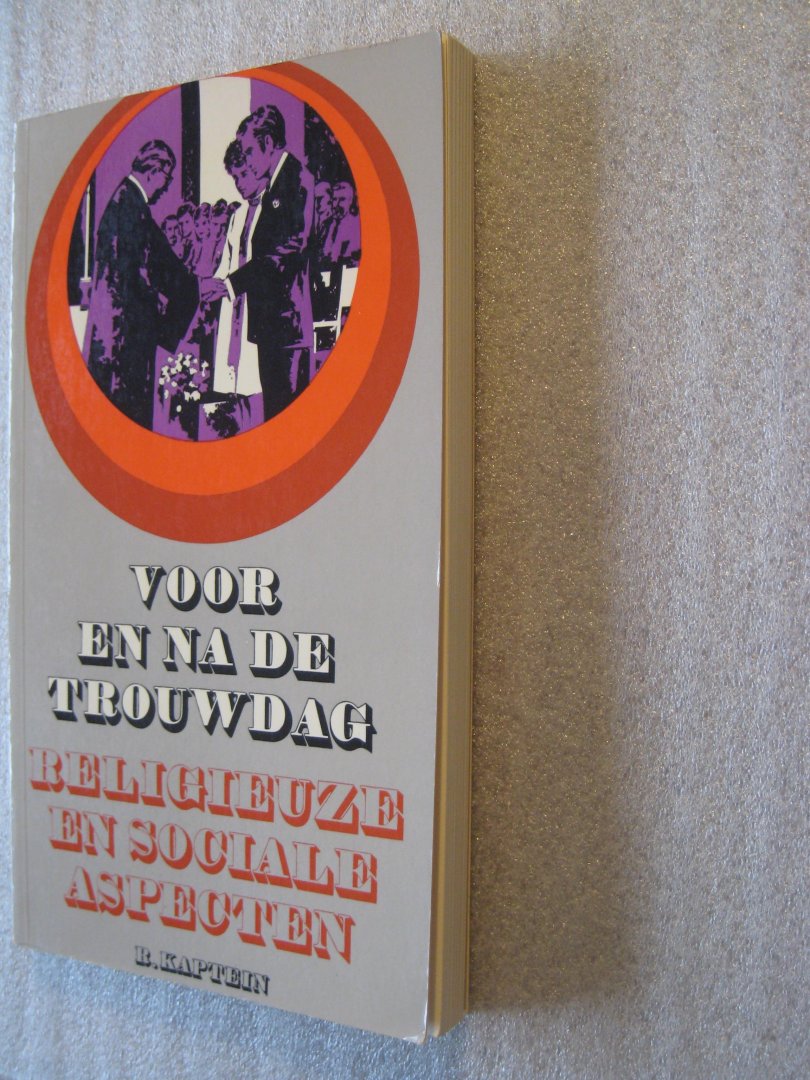 VOOR
EN NA DE
TROUWDAG
RELIGIEUZE
EN SOCIALE
ASPECTEN
R. KAPTEIN